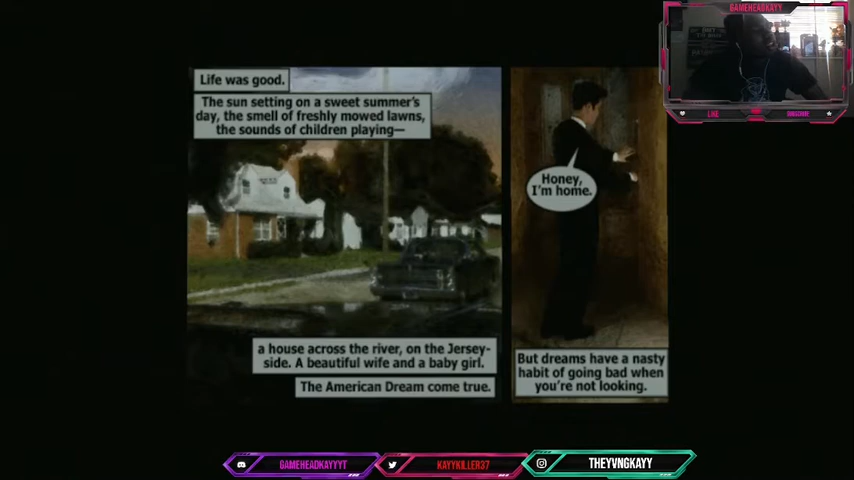 GAMEHEADKAYY
Life was good.
The sun setting on a sweet summer's
day, the smell of freshly mowed lawns,
the sounds of children playing—
Honey,
I'm home.
a house across the river, on the Jersey-
side. A beautiful wife and a baby girl.
The American Dream come true.
But dreams have a nasty
habit of going bad when
you're not looking.
LIKE
SUBSCRIBE
GAMEHEADKAYYYT
KAYYKILLER37
THEYVNGKAYY